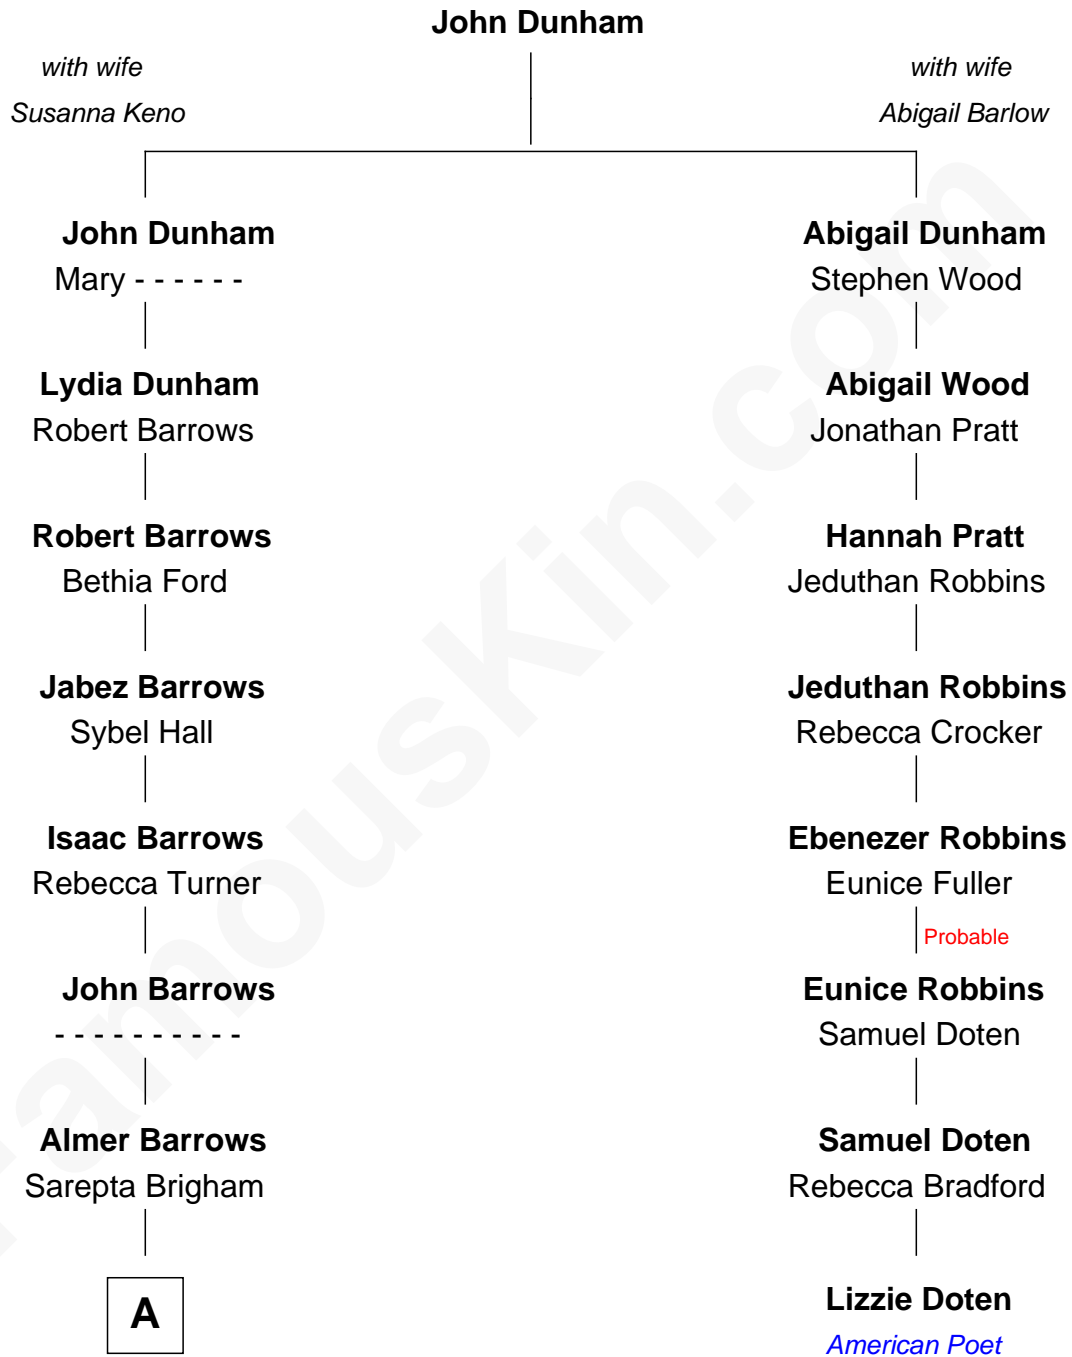 John Dunham
with wife
Susanna Keno
with wife
Abigail Barlow
John Dunham
Mary - - - - - -
Abigail Dunham
Stephen Wood
Lydia Dunham
Robert Barrows
Abigail Wood
Jonathan Pratt
Robert Barrows
Bethia Ford
Hannah Pratt
Jeduthan Robbins
Jabez Barrows
Sybel Hall
Jeduthan Robbins
Rebecca Crocker
Isaac Barrows
Rebecca Turner
Ebenezer Robbins
Eunice Fuller
Probable
John Barrows
- - - - - - - - - -
Eunice Robbins
Samuel Doten
Almer Barrows
Sarepta Brigham
Samuel Doten
Rebecca Bradford
A
Lizzie Doten
American Poet
FamousKin.com